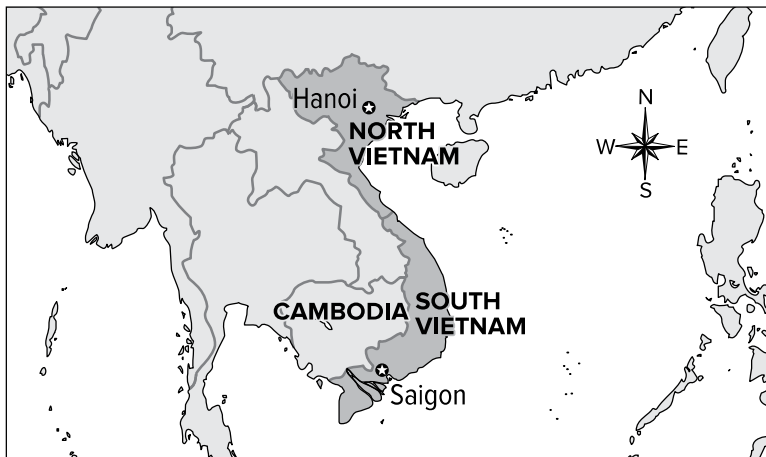 Hanoi
NORTH
VIETNAM
N
W E
S
CAMBODIA
SOUTH
VIETNAM
Saigon